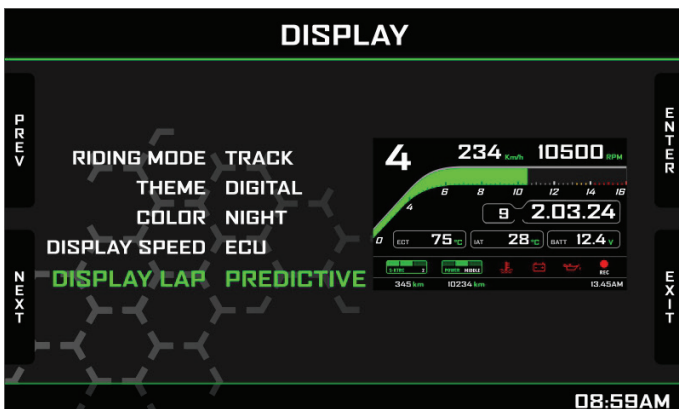 DISPLAY
PREV
ENTER
RIDING MODE TRACK
THEME DIGITAL
COLOR NIGHT
DISPLAY SPEED ECU
DISPLAY LAP PREDICTIVE
NEXT
EXIT
4 234 Km/h 10500 RPM
0 4 6 8 10 12 14 16
9 2.03.24
ECT 75 °C IAT 28 °C BATT 12.4 V
POWER MIDDLE
REC
345 km 10234 km 13.45AM
08:59AM